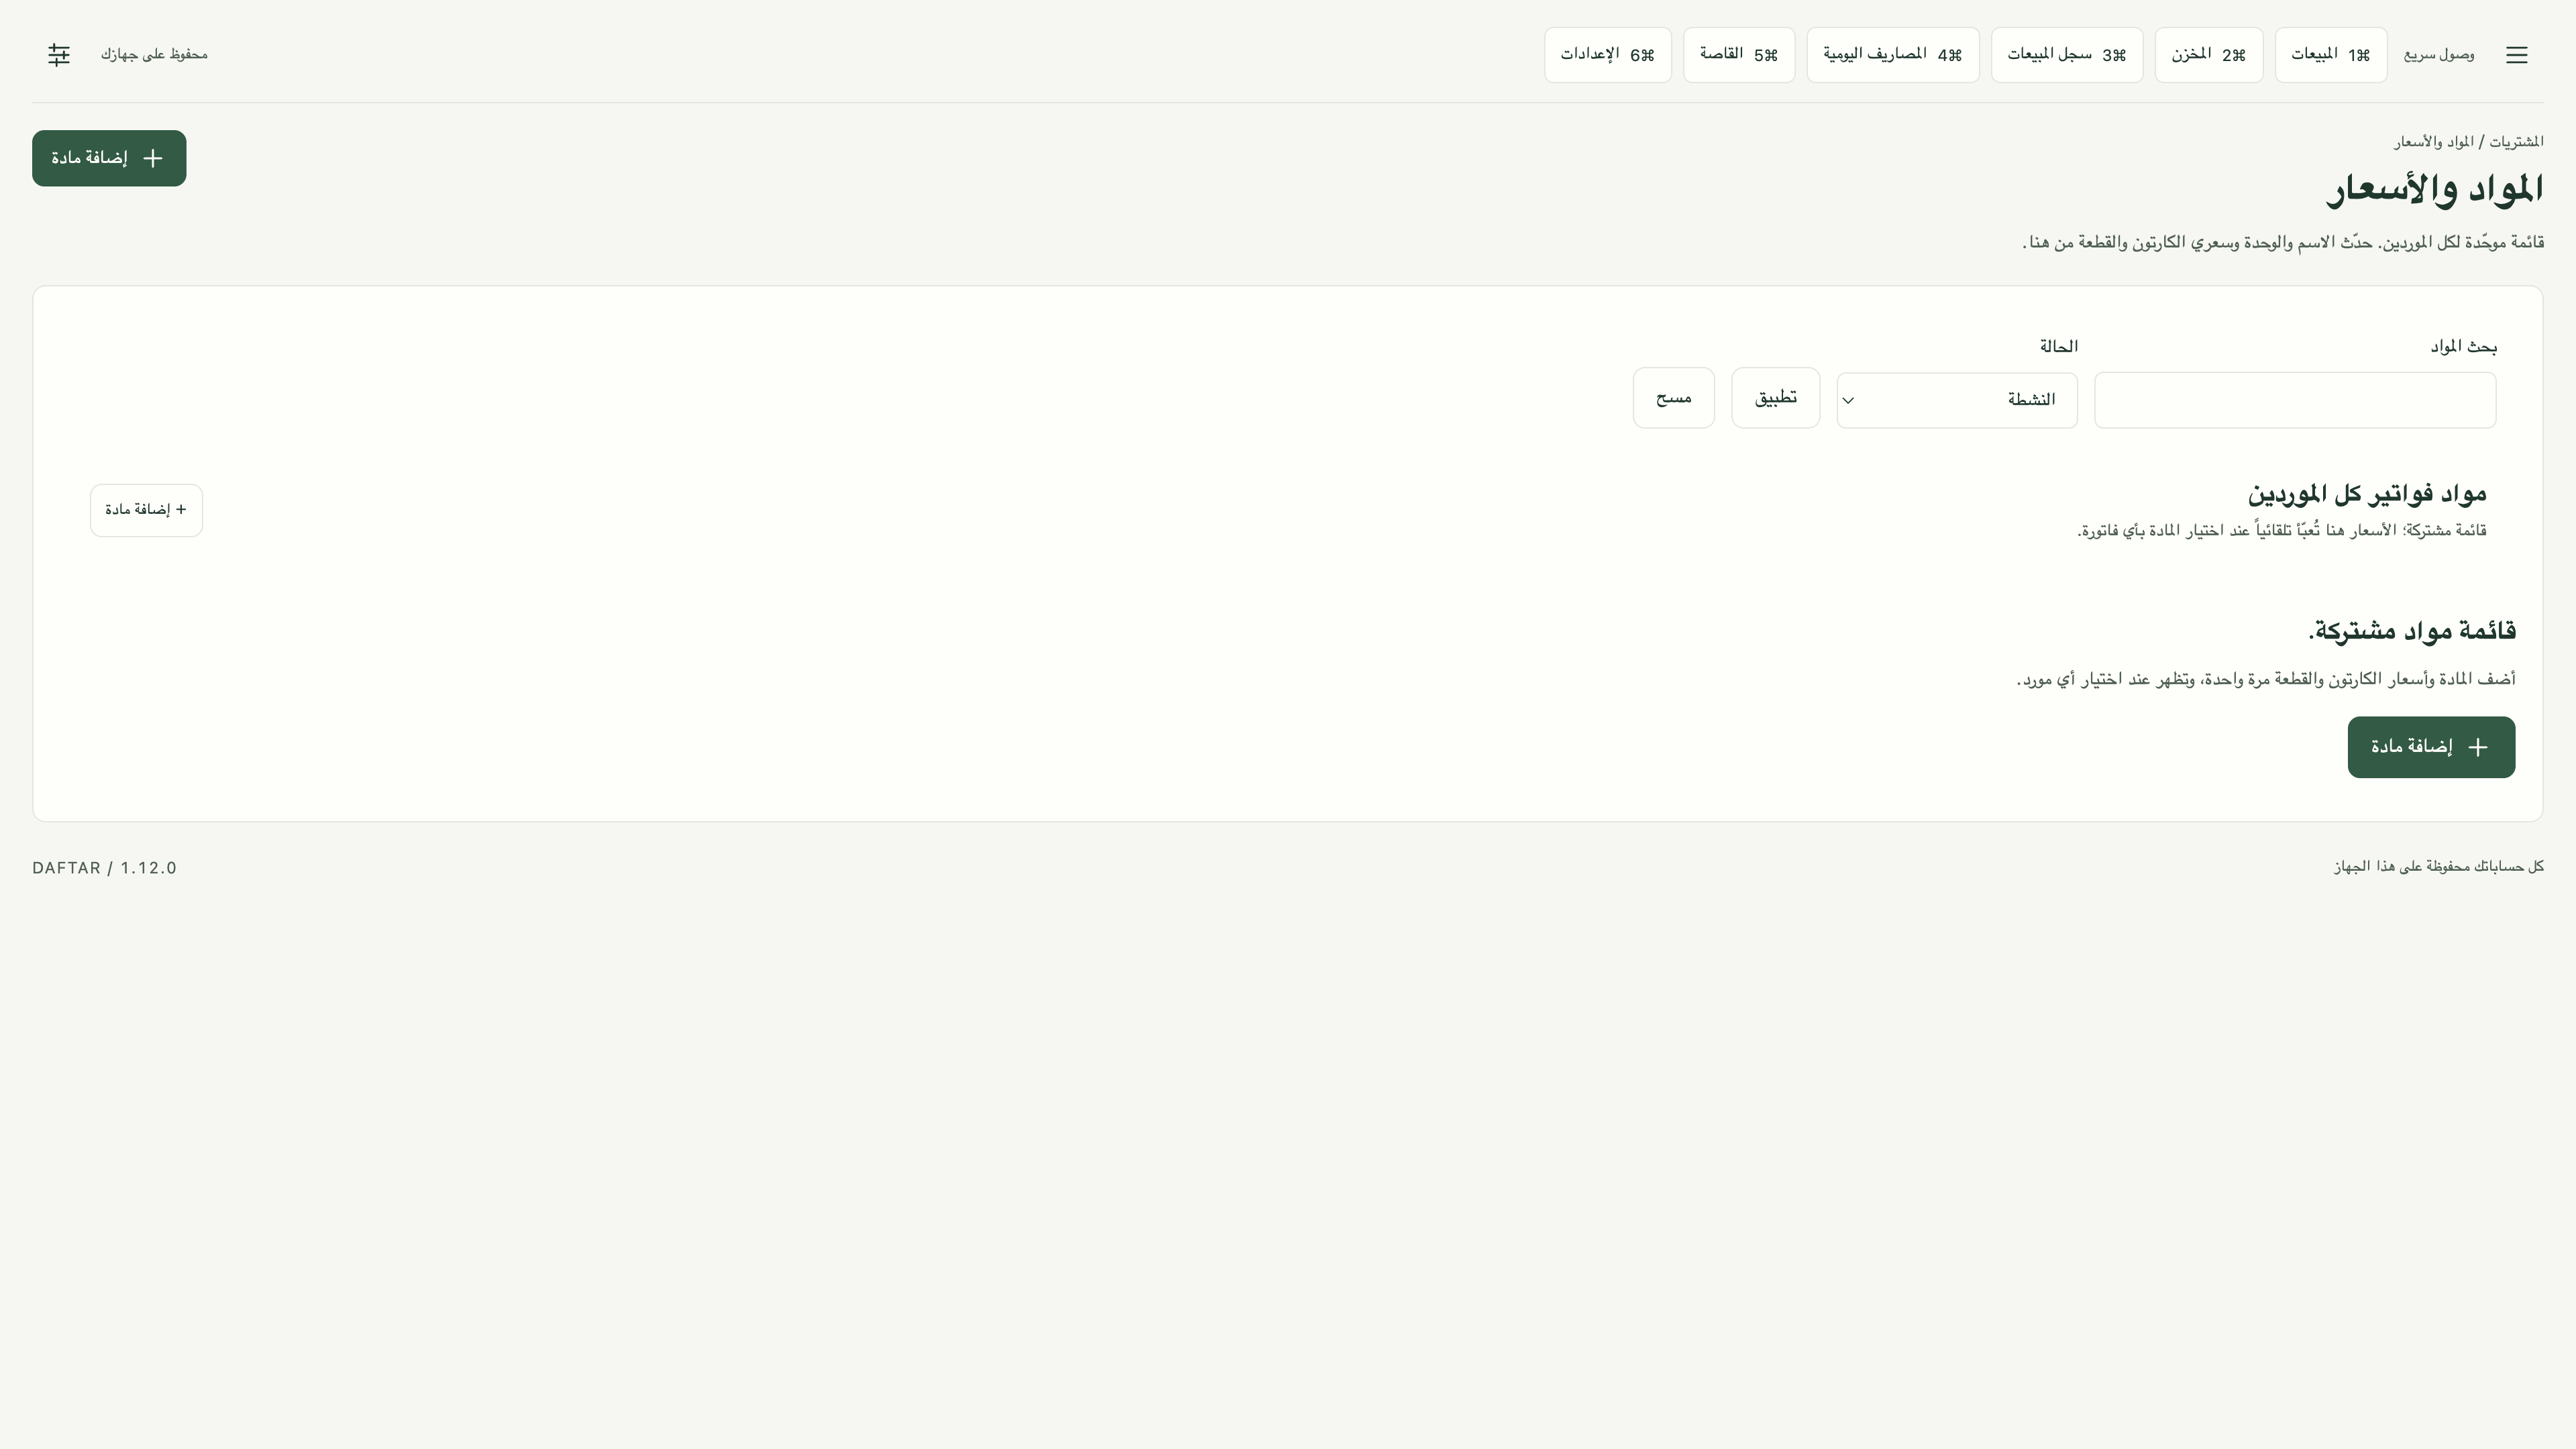 وصول سريع
⌘1 المبيعات
⌘2 المخزن
⌘3 سجل المبيعات
⌘4 المصاريف اليومية
⌘5 القاصة
⌘6 الإعدادات
محفوظ على جهازك
المشتريات / المواد والأسعار
المواد والأسعار
قائمة موحّدة لكل الموردين. حدّث الاسم والوحدة وسعري الكارتون والقطعة من هنا.
إضافة مادة
بحث المواد
الحالة
النشطة
تطبيق
مسح
مواد فواتير كل الموردين
قائمة مشتركة؛ الأسعار هنا تُعبّأ تلقائياً عند اختيار المادة بأي فاتورة.
+ إضافة مادة
قائمة مواد مشتركة.
أضف المادة وأسعار الكارتون والقطعة مرة واحدة، وتظهر عند اختيار أي مورد.
إضافة مادة
كل حساباتك محفوظة على هذا الجهاز
DAFTAR / 1.12.0